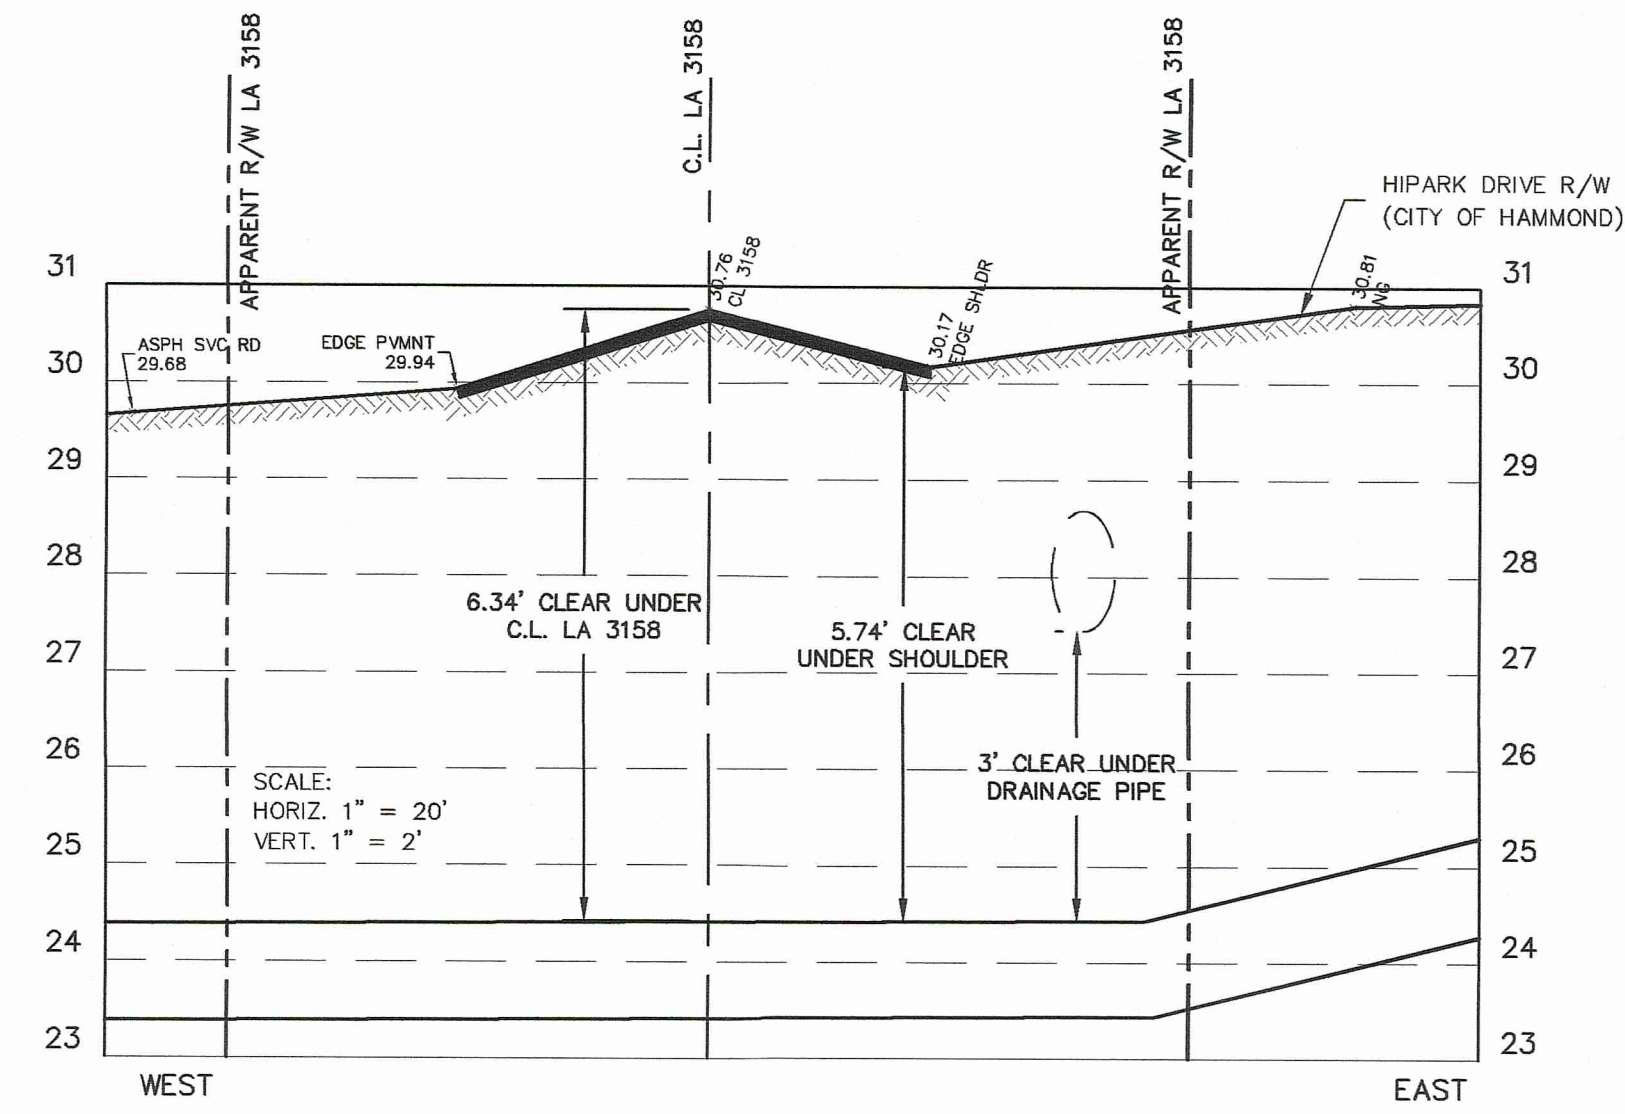 APPARENT R/W LA 3158
C.L. LA 3158
APPARENT R/W LA 3158
HIPARK DRIVE R/W
(CITY OF HAMMOND)
31
30.76
CL 3158
30.81
NG
31
ASPH SVC RD
29.68
EDGE PVMNT
29.94
30.17
EDGE SHLDR
30
30
29
29
28
28
6.34' CLEAR UNDER
C.L. LA 3158
5.74' CLEAR
UNDER SHOULDER
27
27
26
26
3' CLEAR UNDER
DRAINAGE PIPE
SCALE:
HORIZ. 1" = 20'
VERT. 1" = 2'
25
25
24
24
23
23
WEST
EAST